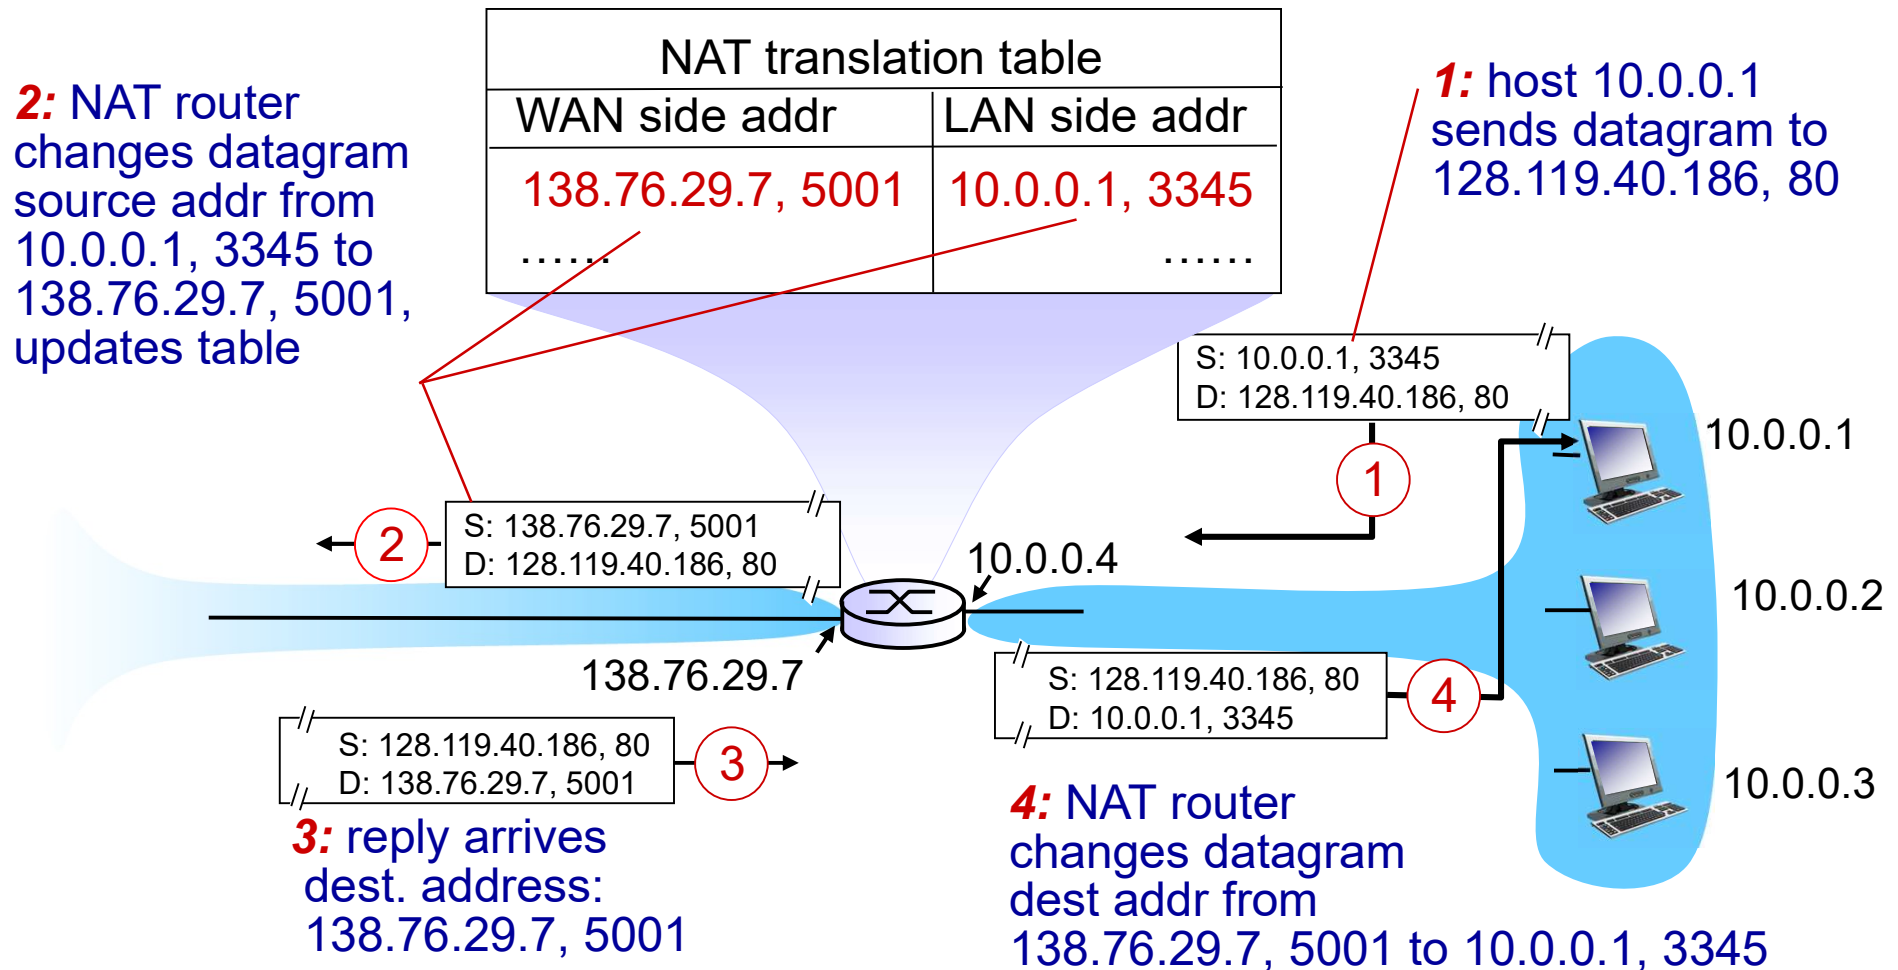 NAT translation table
WAN side addr LAN side addr
138.76.29.7, 5001 10.0.0.1, 3345
...... ......
2: NAT router
changes datagram
source addr from
10.0.0.1, 3345 to
138.76.29.7, 5001,
updates table
1: host 10.0.0.1
sends datagram to
128.119.40.186, 80
S: 10.0.0.1, 3345
D: 128.119.40.186, 80
1
10.0.0.1
S: 138.76.29.7, 5001
D: 128.119.40.186, 80
2
10.0.0.4
10.0.0.2
138.76.29.7
S: 128.119.40.186, 80
D: 10.0.0.1, 3345
4
S: 128.119.40.186, 80
D: 138.76.29.7, 5001
3
10.0.0.3
3: reply arrives
dest. address:
138.76.29.7, 5001
4: NAT router
changes datagram
dest addr from
138.76.29.7, 5001 to 10.0.0.1, 3345